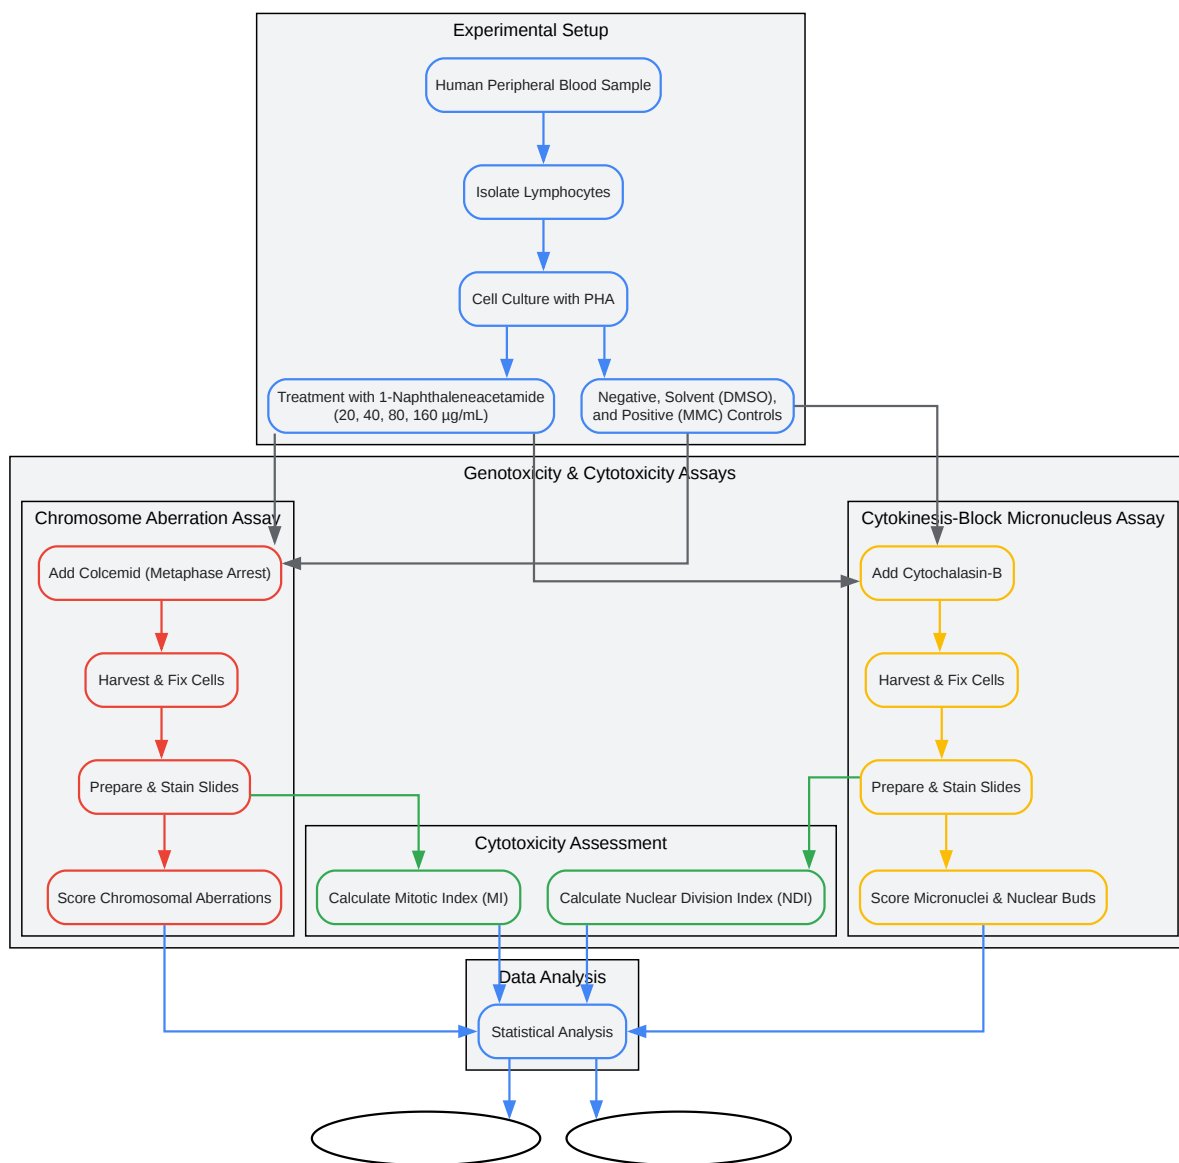 Experimental Setup
Human Peripheral Blood Sample
Isolate Lymphocytes
Cell Culture with PHA
Treatment with 1-Naphthaleneacetamide
(20, 40, 80, 160 µg/mL)
Negative, Solvent (DMSO),
and Positive (MMC) Controls
Genotoxicity & Cytotoxicity Assays
Chromosome Aberration Assay
Add Colcemid (Metaphase Arrest)
Harvest & Fix Cells
Prepare & Stain Slides
Score Chromosomal Aberrations
Cytokinesis-Block Micronucleus Assay
Add Cytochalasin-B
Harvest & Fix Cells
Prepare & Stain Slides
Score Micronuclei & Nuclear Buds
Cytotoxicity Assessment
Calculate Mitotic Index (MI)
Calculate Nuclear Division Index (NDI)
Data Analysis
Statistical Analysis